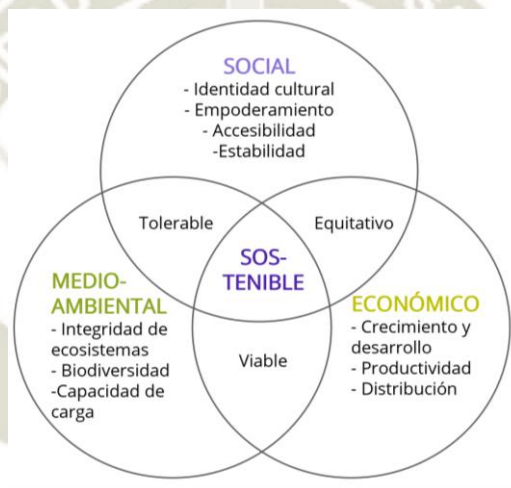 SOCIAL
- Identidad cultural
- Empoderamiento
- Accesibilidad
-Estabilidad
Tolerable
Equitativo
SOS-
TENIBLE
MEDIO-
AMBIENTAL
- Integridad de
ecosistemas
- Biodiversidad
-Capacidad de
carga
ECONÓMICO
- Crecimiento y
desarrollo
- Productividad
- Distribución
Viable